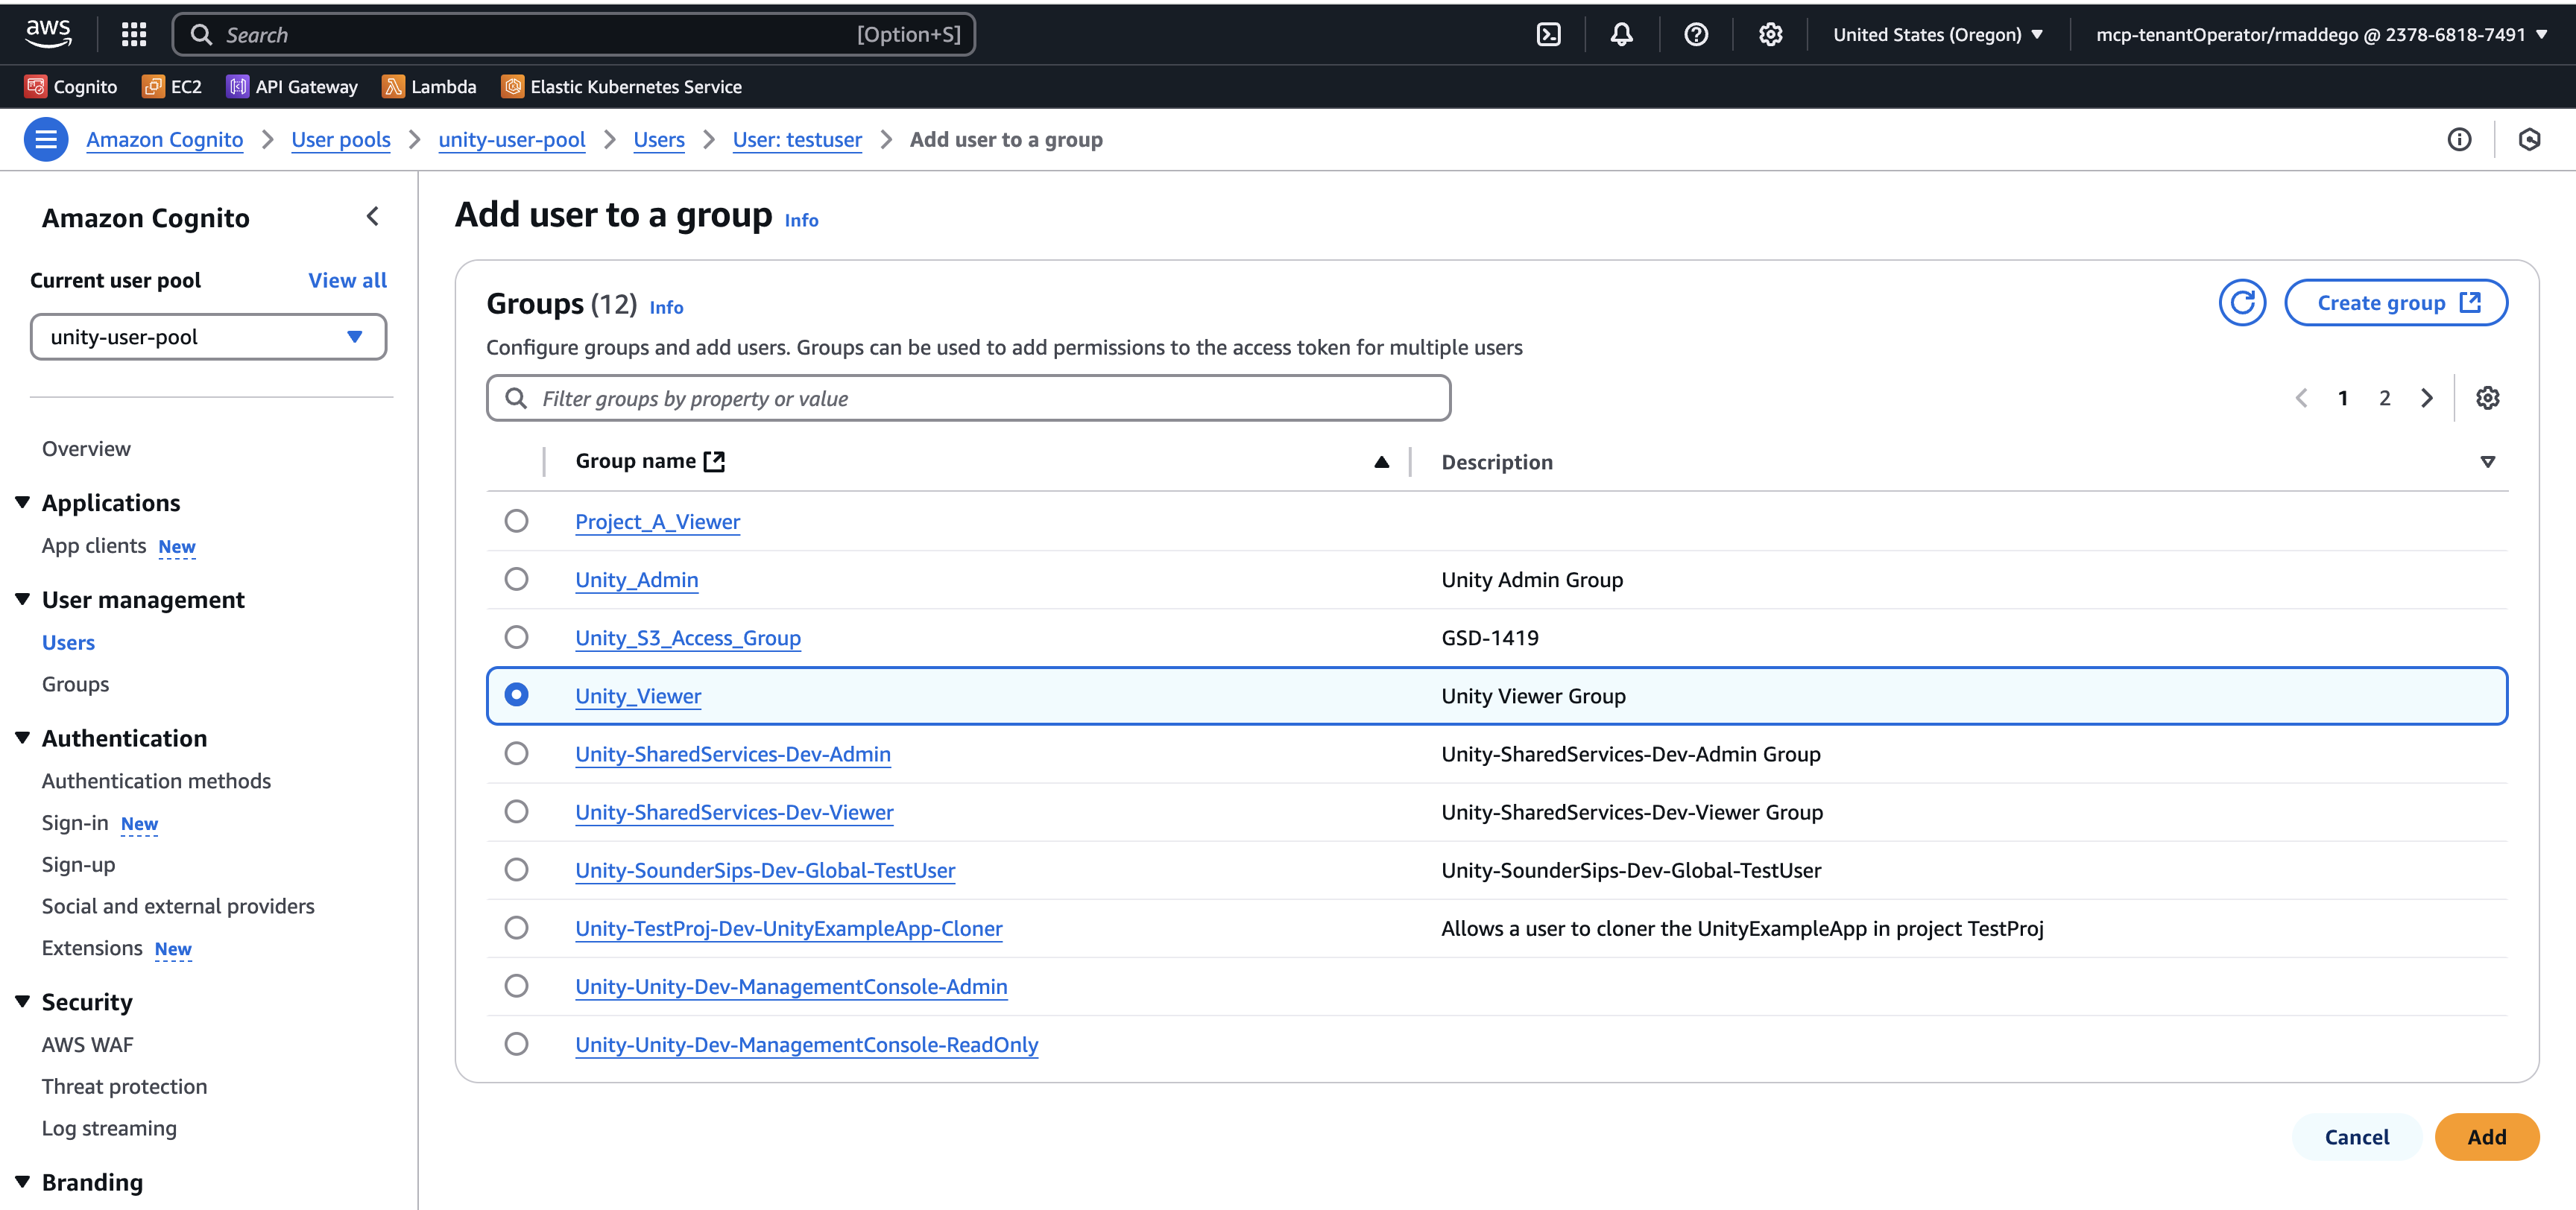 aws
Search [Option+S] United States (Oregon) mcp-tenantOperator/rmaddego @ 2378-6818-7491
Cognito EC2 API Gateway Lambda Elastic Kubernetes Service
Amazon Cognito User pools unity-user-pool Users User: testuser Add user to a group
Amazon Cognito
Current user pool View all
unity-user-pool
Overview
Applications
App clients New
User management
Users
Groups
Authentication
Authentication methods
Sign-in New
Sign-up
Social and external providers
Extensions New
Security
AWS WAF
Threat protection
Log streaming
Branding
Add user to a group Info
Groups (12) Info
Create group
Configure groups and add users. Groups can be used to add permissions to the access token for multiple users
Filter groups by property or value 1 2
Group name Description
Project_A_Viewer
Unity_Admin Unity Admin Group
Unity_S3_Access_Group GSD-1419
Unity_Viewer Unity Viewer Group
Unity-SharedServices-Dev-Admin Unity-SharedServices-Dev-Admin Group
Unity-SharedServices-Dev-Viewer Unity-SharedServices-Dev-Viewer Group
Unity-SounderSips-Dev-Global-TestUser Unity-SounderSips-Dev-Global-TestUser
Unity-TestProj-Dev-UnityExampleApp-Cloner Allows a user to cloner the UnityExampleApp in project TestProj
Unity-Unity-Dev-ManagementConsole-Admin
Unity-Unity-Dev-ManagementConsole-ReadOnly
Cancel Add